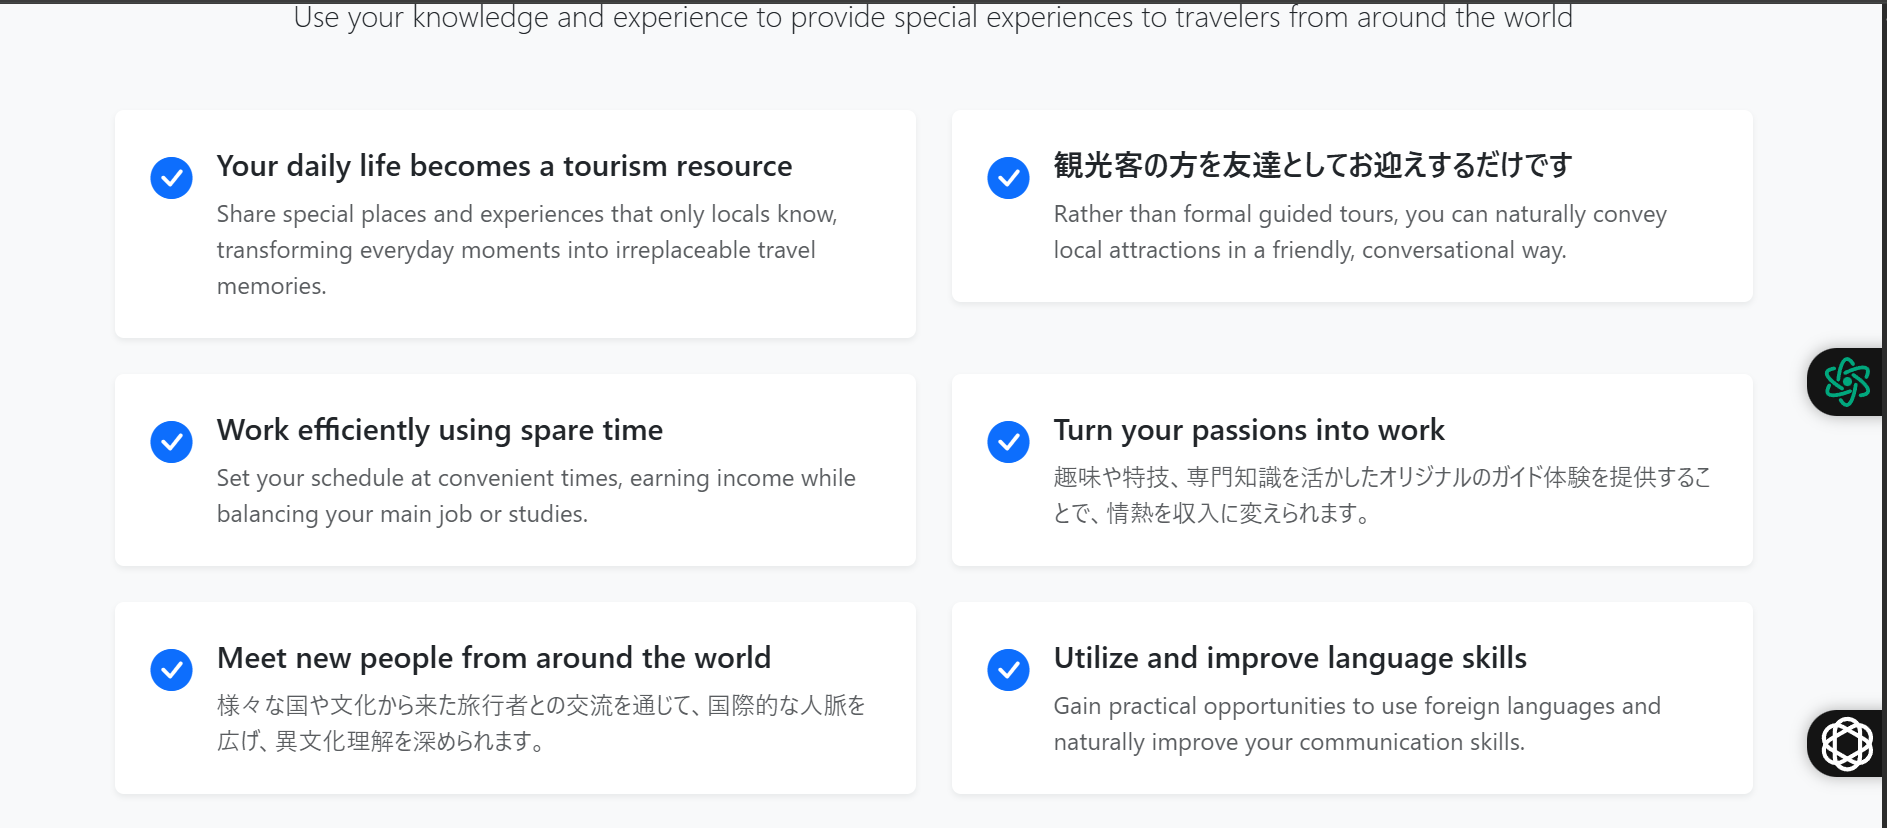 Use your knowledge and experience to provide special experiences to travelers from around the world
Your daily life becomes a tourism resource
Share special places and experiences that only locals know,
transforming everyday moments into irreplaceable travel
memories.
観光客の方を友達としてお迎えするだけです
Rather than formal guided tours, you can naturally convey
local attractions in a friendly, conversational way.
Work efficiently using spare time
Set your schedule at convenient times, earning income while
balancing your main job or studies.
Turn your passions into work
趣味や特技、専門知識を活かしたオリジナルのガイド体験を提供するこ
とで、情熱を収入に変えられます。
Meet new people from around the world
様々な国や文化から来た旅行者との交流を通じて、国際的な人脈を
広げ、異文化理解を深められます。
Utilize and improve language skills
Gain practical opportunities to use foreign languages and
naturally improve your communication skills.